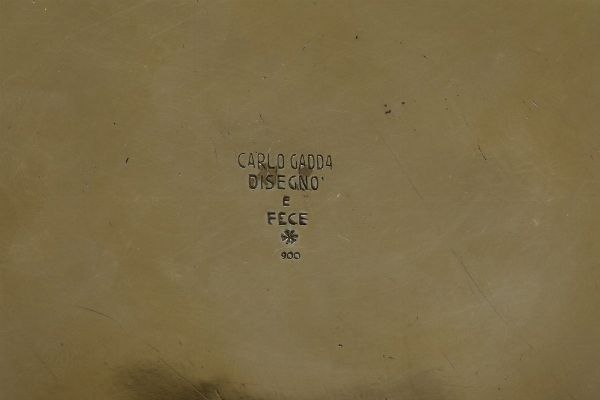 CARLO GADDA
DISEGNO'
E
FECE
900